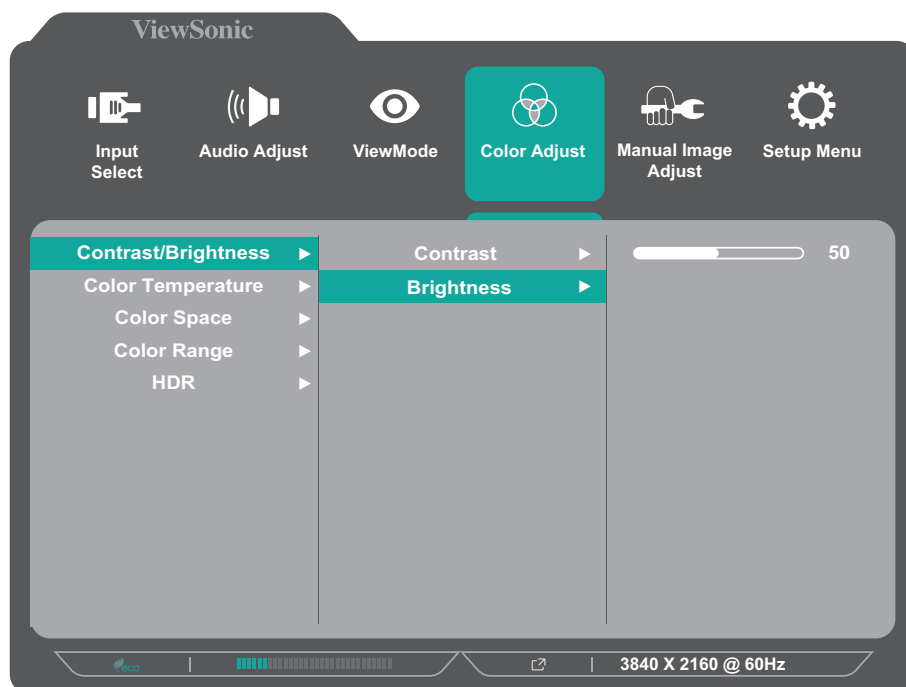 ViewSonic
Input
Select
Audio Adjust
ViewMode
Color Adjust
Manual Image
Adjust
Setup Menu
Contrast/Brightness
Color Temperature
Color Space
Color Range
HDR
Contrast
Brightness
50
eco
3840 X 2160 @ 60Hz